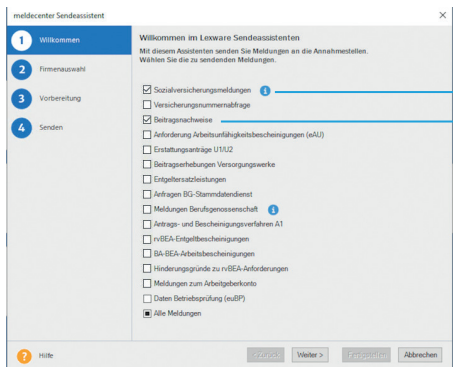 meldecenter Sendeassistent
1 Willkommen
2 Firmenauswahl
3 Vorbereitung
4 Senden
Willkommen im Lexware Sendeassistenten
Mit diesem Assistenten senden Sie Meldungen an die Annahmestellen.
Wählen Sie die zu sendenden Meldungen.
Sozialversicherungsmeldungen
Versicherungsnummernabfrage
Beitragsnachweise
Anforderung Arbeitsunfähigkeitsbescheinigungen (eAU)
Erstattungsanträge U1/U2
Beitragserhebungen Versorgungswerke
Entgeltersatzleistungen
Anfragen BG-Stammdatendienst
Meldungen Berufsgenossenschaft
Antrags- und Bescheinigungsverfahren A1
rvBEA-Entgeltbescheinigungen
BA-BEA-Arbeitsbescheinigungen
Hinderungsgründe zu rvBEA-Anforderungen
Meldungen zum Arbeitgeberkonto
Daten Betriebsprüfung (euBP)
Alle Meldungen
? Hilfe
< Zurück Weiter > Fertigstellen Abbrechen